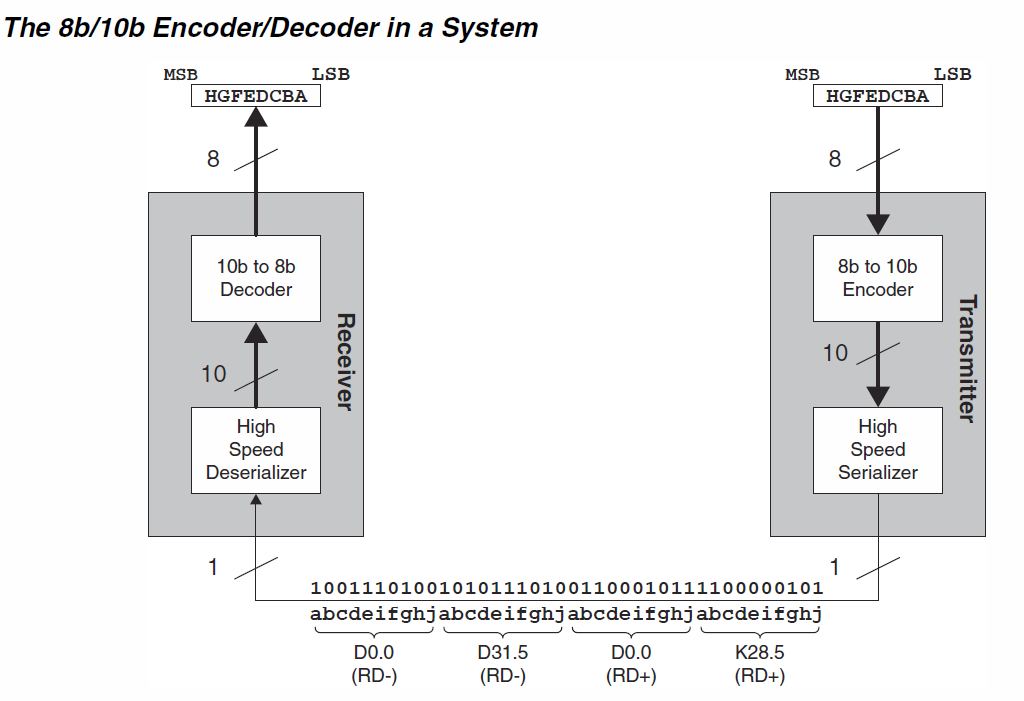 The 8b/10b Encoder/Decoder in a System
MSB LSB
HGFEDCBA
8
10b to 8b
Decoder
10
High
Speed
Deserializer
Receiver
1
MSB LSB
HGFEDCBA
8
8b to 10b
Encoder
10
High
Speed
Serializer
Transmitter
1
1001110100101011101001100010111100000101
abcdeifghjabcdeifghjabcdeifghjabcdeifghj
D0.0 D31.5 D0.0 K28.5
(RD-) (RD-) (RD+) (RD+)